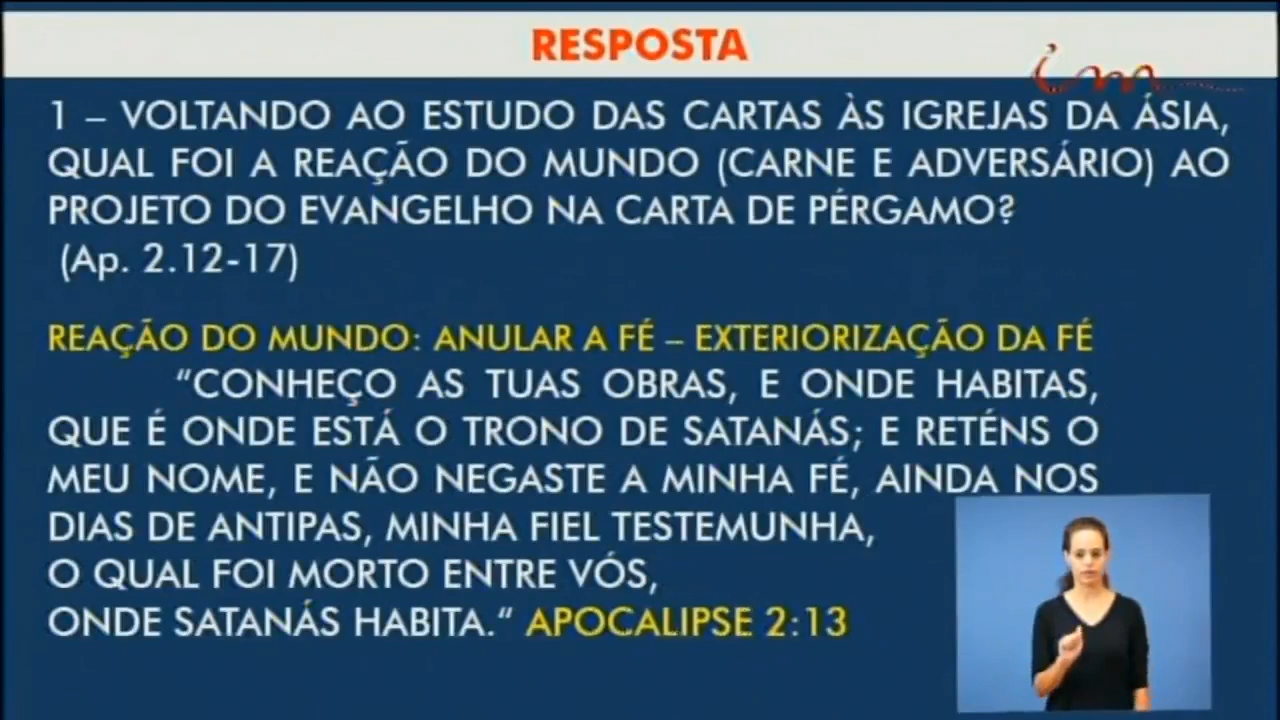 RESPOSTA
im
1 – VOLTANDO AO ESTUDO DAS CARTAS ÀS IGREJAS DA ÁSIA,
QUAL FOI A REAÇÃO DO MUNDO (CARNE E ADVERSÁRIO) AO
PROJETO DO EVANGELHO NA CARTA DE PÉRGAMO?
(Ap. 2.12-17)
REAÇÃO DO MUNDO: ANULAR A FÉ – EXTERIORIZAÇÃO DA FÉ
“CONHEÇO AS TUAS OBRAS, E ONDE HABITAS,
QUE É ONDE ESTÁ O TRONO DE SATANÁS; E RETÉNS O
MEU NOME, E NÃO NEGASTE A MINHA FÉ, AINDA NOS
DIAS DE ANTIPAS, MINHA FIEL TESTEMUNHA,
O QUAL FOI MORTO ENTRE VÓS,
ONDE SATANÁS HABITA.“ APOCALIPSE 2:13